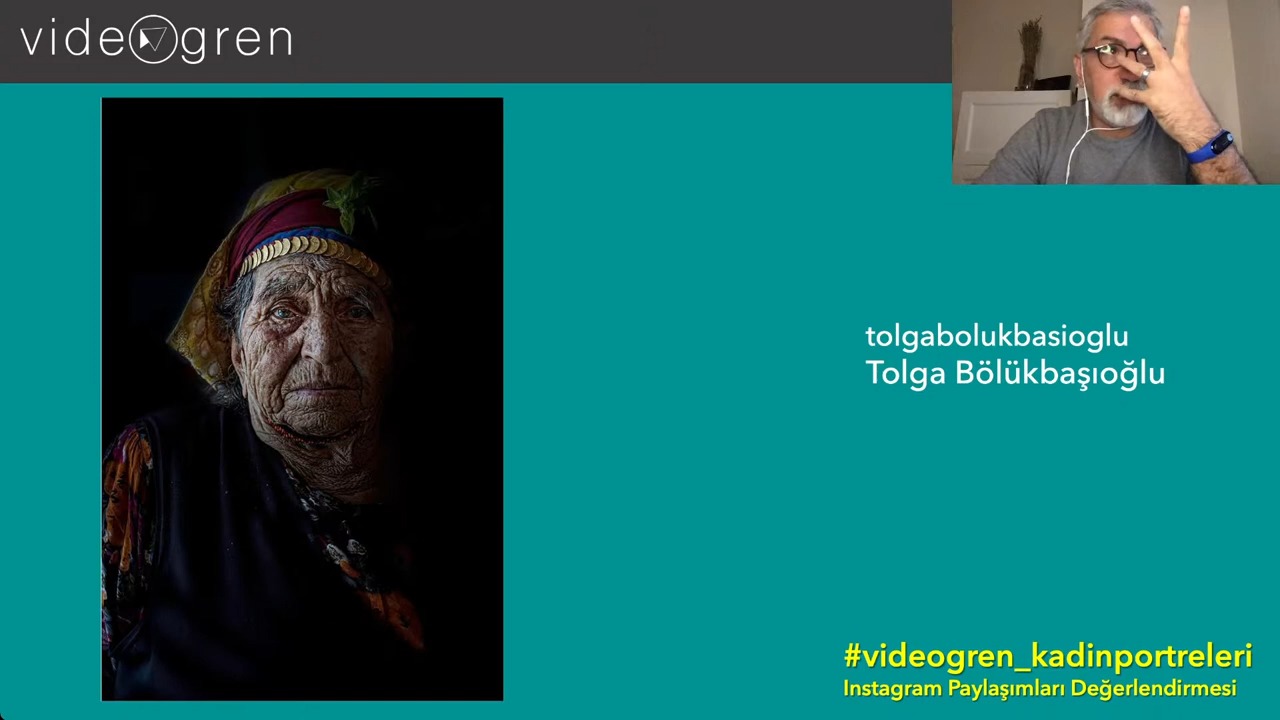 videogren
tolgabolukbasioglu
Tolga Bölükbaşıoğlu
#videogren_kadinportreleri
Instagram Paylaşımları Değerlendirmesi